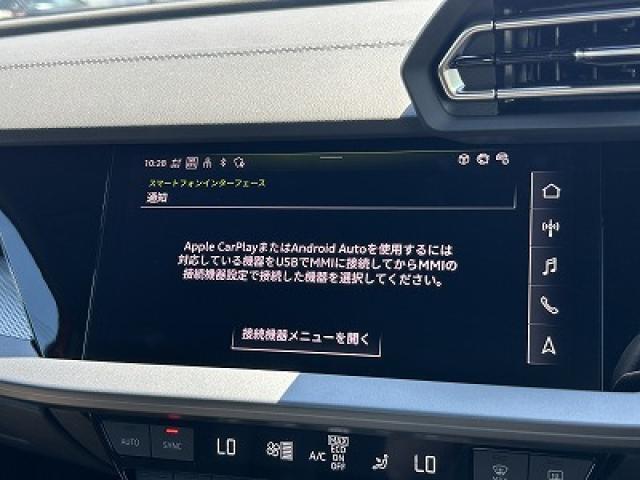 10:20
スマートフォンインターフェース
通知
Apple CarPlayまたはAndroid Autoを使用するには
対応している機器をUSBでMMIに接続してからMMIの
接続機器設定で接続した機器を選択してください。
接続機器メニューを開く
AUTO
SYNC
LO
A/C
MAX
ECO
ON
OFF
LO
MAX